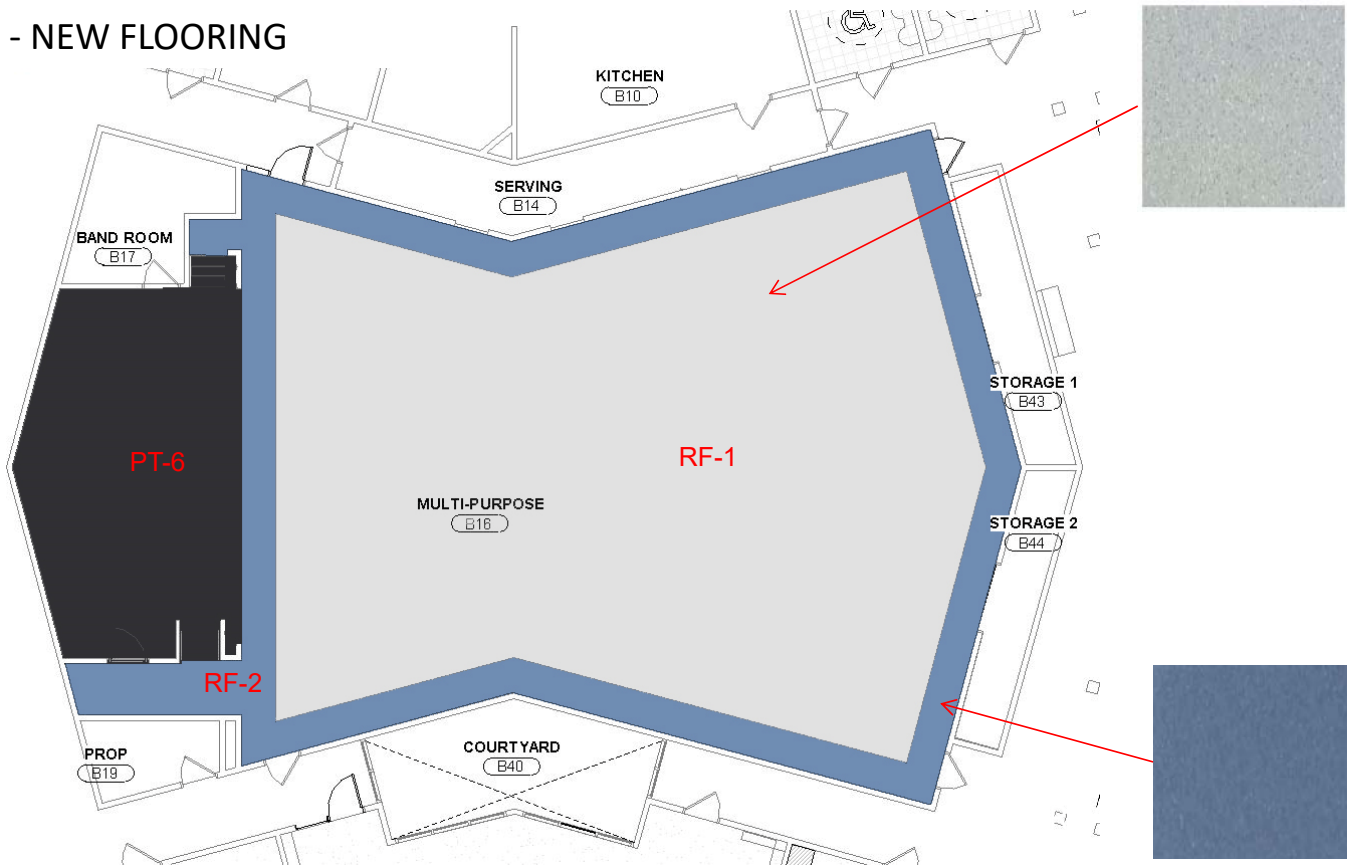 - NEW FLOORING
KITCHEN
B10
SERVING
B14
BAND ROOM
B17
STORAGE 1
B43
PT-6
RF-1
MULTI-PURPOSE
B16
STORAGE 2
B44
RF-2
PROP
B19
COURTYARD
B40